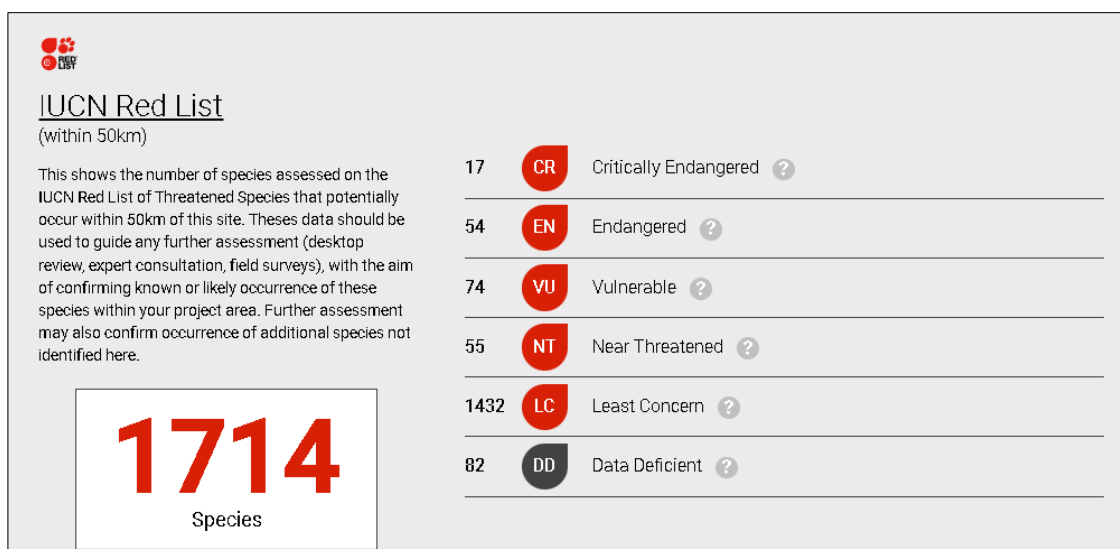 RED
LIST
IUCN Red List
(within 50km)
This shows the number of species assessed on the
IUCN Red List of Threatened Species that potentially
occur within 50km of this site. Theses data should be
used to guide any further assessment (desktop
review, expert consultation, field surveys), with the aim
of confirming known or likely occurrence of these
species within your project area. Further assessment
may also confirm occurrence of additional species not
identified here.
1714
Species
17 CR Critically Endangered ?
54 EN Endangered ?
74 VU Vulnerable ?
55 NT Near Threatened ?
1432 LC Least Concern ?
82 DD Data Deficient ?